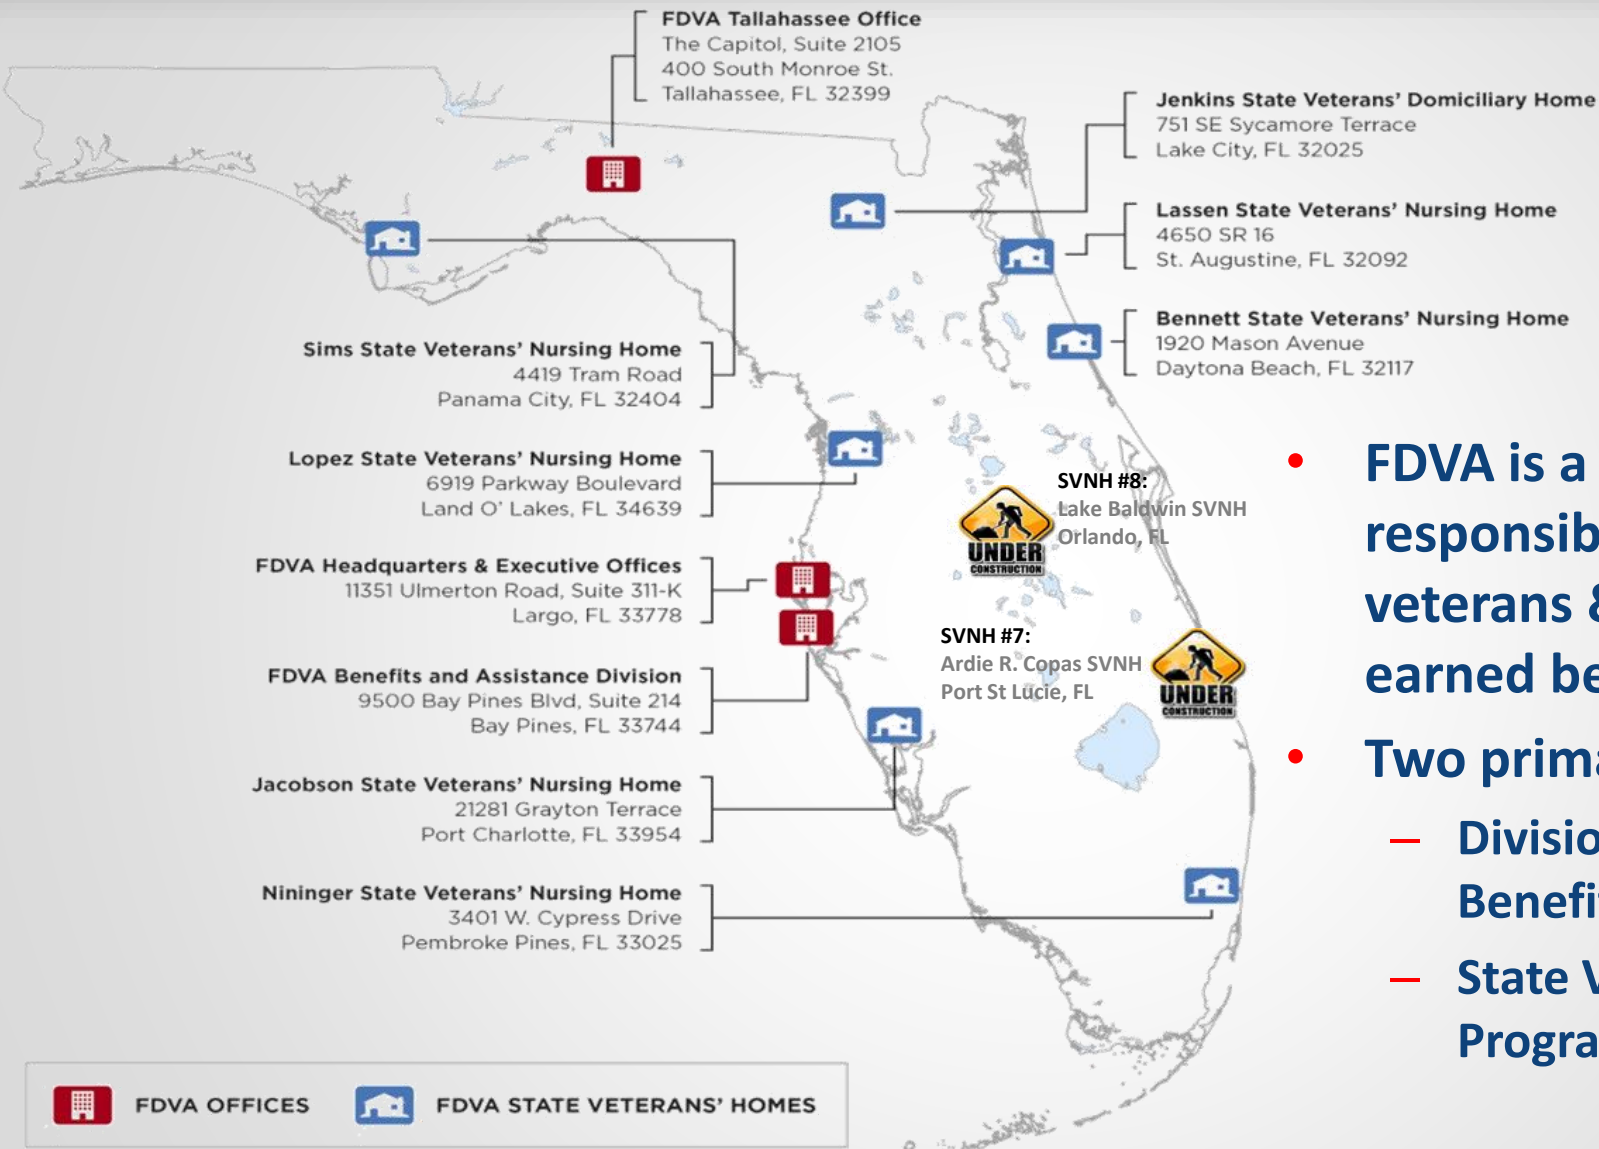 FDVA Tallahassee Office
The Capitol, Suite 2105
400 South Monroe St.
Tallahassee, FL 32399
Jenkins State Veterans' Domiciliary Home
751 SE Sycamore Terrace
Lake City, FL 32025
Lassen State Veterans' Nursing Home
4650 SR 16
St. Augustine, FL 32092
Bennett State Veterans' Nursing Home
1920 Mason Avenue
Daytona Beach, FL 32117
Sims State Veterans' Nursing Home
4419 Tram Road
Panama City, FL 32404
Lopez State Veterans' Nursing Home
6919 Parkway Boulevard
Land O' Lakes, FL 34639
FDVA Headquarters & Executive Offices
11351 Ulmerton Road, Suite 311-K
Largo, FL 33778
FDVA Benefits and Assistance Division
9500 Bay Pines Blvd, Suite 214
Bay Pines, FL 33744
Jacobson State Veterans' Nursing Home
21281 Grayton Terrace
Port Charlotte, FL 33954
Nininger State Veterans' Nursing Home
3401 W. Cypress Drive
Pembroke Pines, FL 33025
SVNH #8:
Lake Baldwin SVNH
Orlando, FL
UNDER
CONSTRUCTION
SVNH #7:
Ardie R. Copas SVNH
Port St Lucie, FL
UNDER
CONSTRUCTION
• FDVA is a
responsib
veterans &
earned be
• Two prima
– Divisio
Benefi
– State V
Progra
FDVA OFFICES
FDVA STATE VETERANS' HOMES